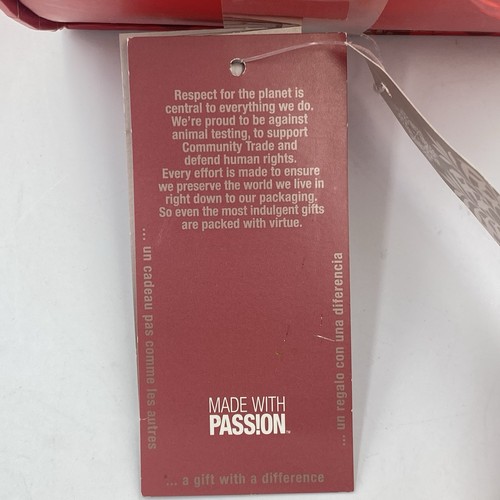 Respect for the planet is
central to everything we do.
We're proud to be against
animal testing, to support
Community Trade and
defend human rights.
Every effort is made to ensure
we preserve the world we live in
right down to our packaging.
So even the most indulgent gifts
are packed with virtue.
... un cadeau pas comme les autres
... un regalo con una diferencia
MADE WITH
PASS!ON™
... a gift with a difference